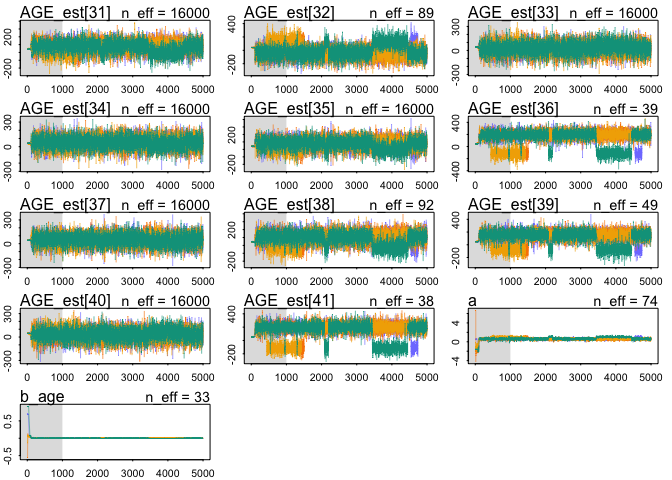 AGE_est[31] n_eff = 16000 AGE_est[32] n_eff = 89 AGE_est[33] n_eff = 16000
-200 0 200
-200 0 200 400
-300 0 300
0 1000 2000 3000 4000 5000 0 1000 2000 3000 4000 5000 0 1000 2000 3000 4000 5000
AGE_est[34] n_eff = 16000 AGE_est[35] n_eff = 16000 AGE_est[36] n_eff = 39
-300 0 300
-200 0 200
-400 0 400
0 1000 2000 3000 4000 5000 0 1000 2000 3000 4000 5000 0 1000 2000 3000 4000 5000
AGE_est[37] n_eff = 16000 AGE_est[38] n_eff = 92 AGE_est[39] n_eff = 49
-300 0 300
-200 0 200
-200 400
0 1000 2000 3000 4000 5000 0 1000 2000 3000 4000 5000 0 1000 2000 3000 4000 5000
AGE_est[40] n_eff = 16000 AGE_est[41] n_eff = 38 a n_eff = 74
-300 0 300
-200 400
-4 0 4
0 1000 2000 3000 4000 5000 0 1000 2000 3000 4000 5000 0 1000 2000 3000 4000 5000
b_age n_eff = 33
-0.5 0.5
0 1000 2000 3000 4000 5000